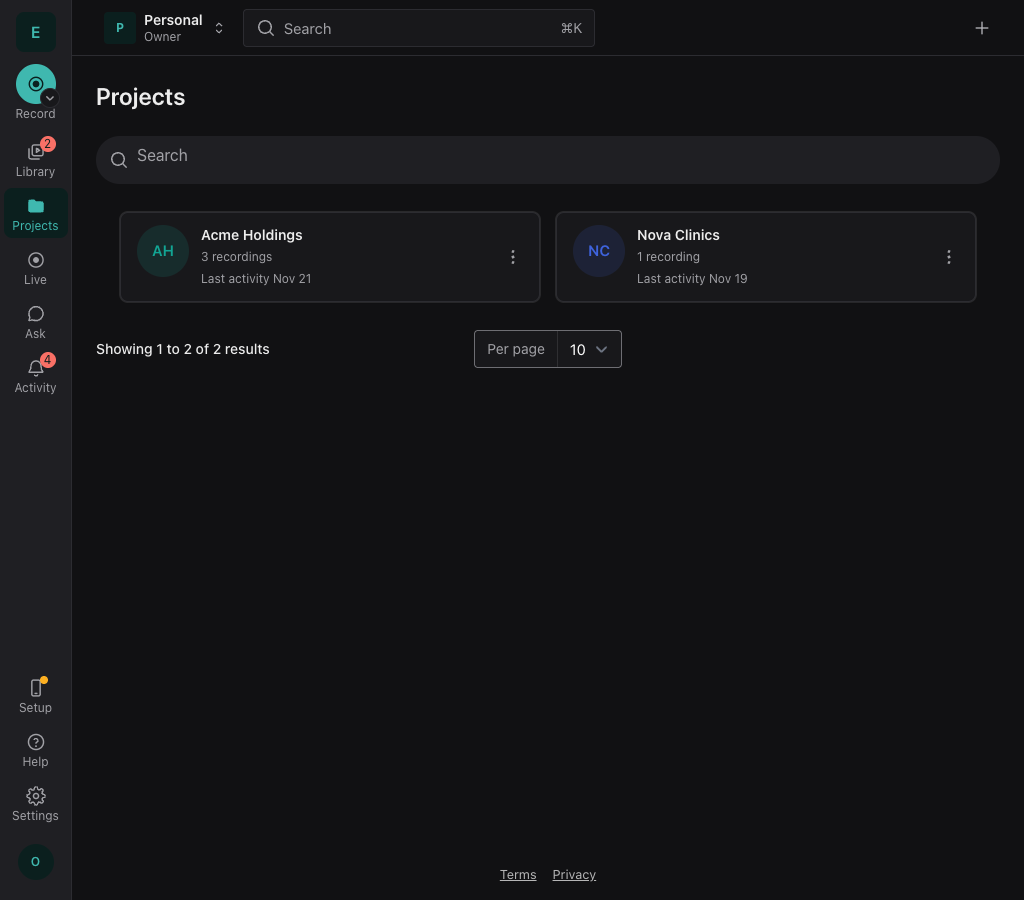 E
Record
2
Library
Projects
Live
Ask
4
Activity
Setup
Help
Settings
O
P
Personal
Owner
Search
⌘K
Projects
Search
AH
Acme Holdings
3 recordings
Last activity Nov 21
NC
Nova Clinics
1 recording
Last activity Nov 19
Showing 1 to 2 of 2 results
Per page
10
Terms
Privacy